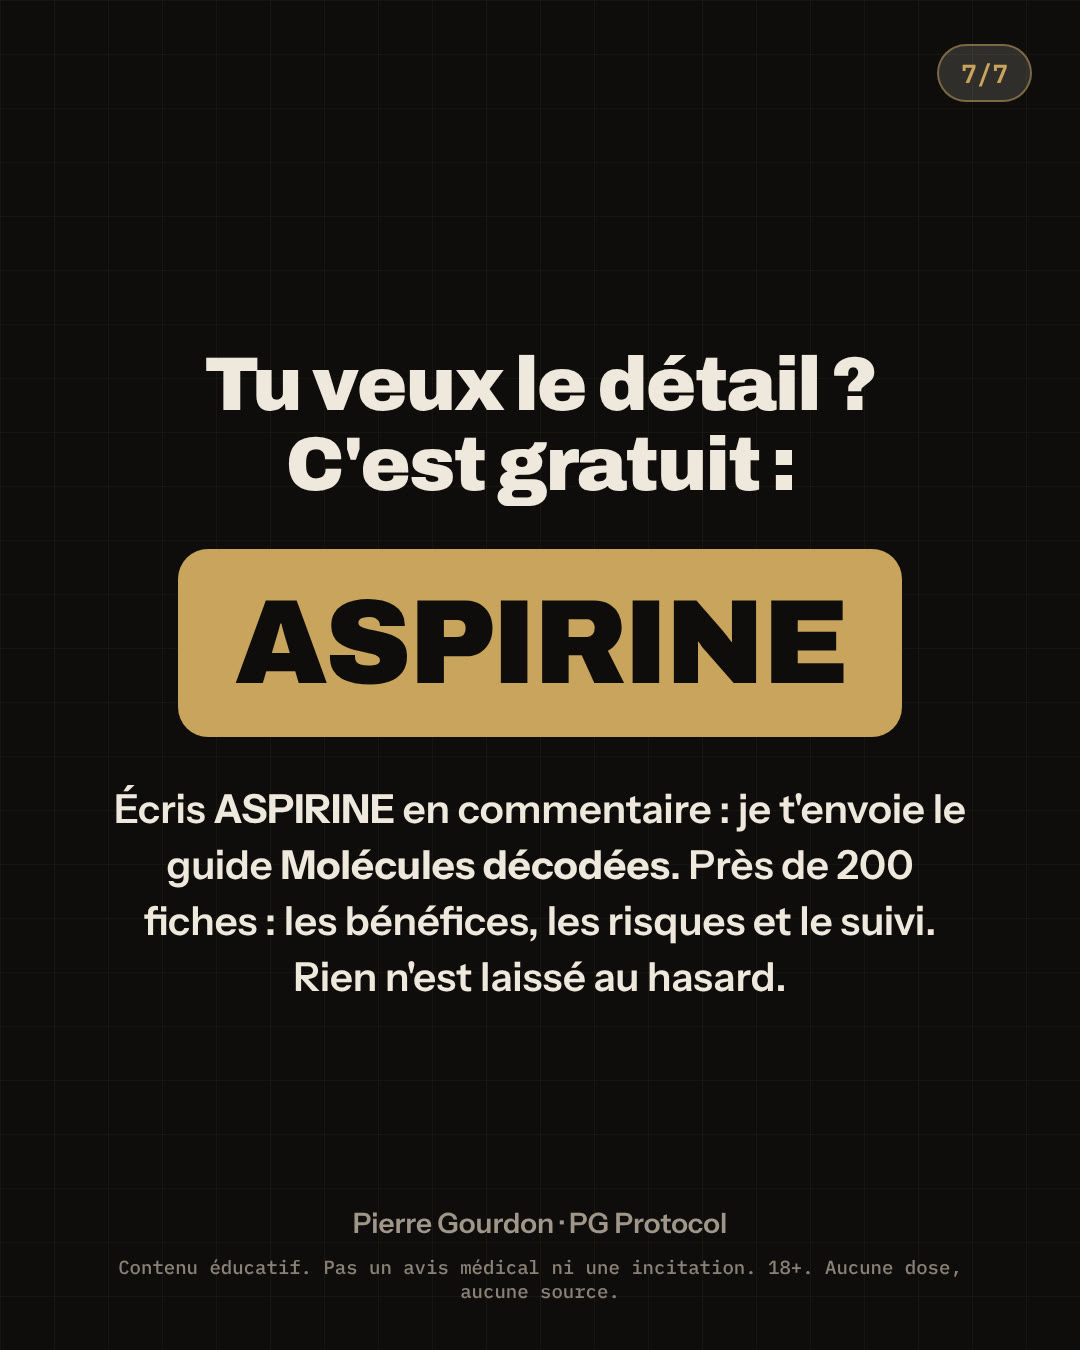 7/7
Tu veux le détail ?
C'est gratuit :
ASPIRINE
Écris ASPIRINE en commentaire : je t'envoie le
guide Molécules décodées. Près de 200
fiches : les bénéfices, les risques et le suivi.
Rien n'est laissé au hasard.
Pierre Gourdon · PG Protocol
Contenu éducatif. Pas un avis médical ni une incitation. 18+. Aucune dose,
aucune source.